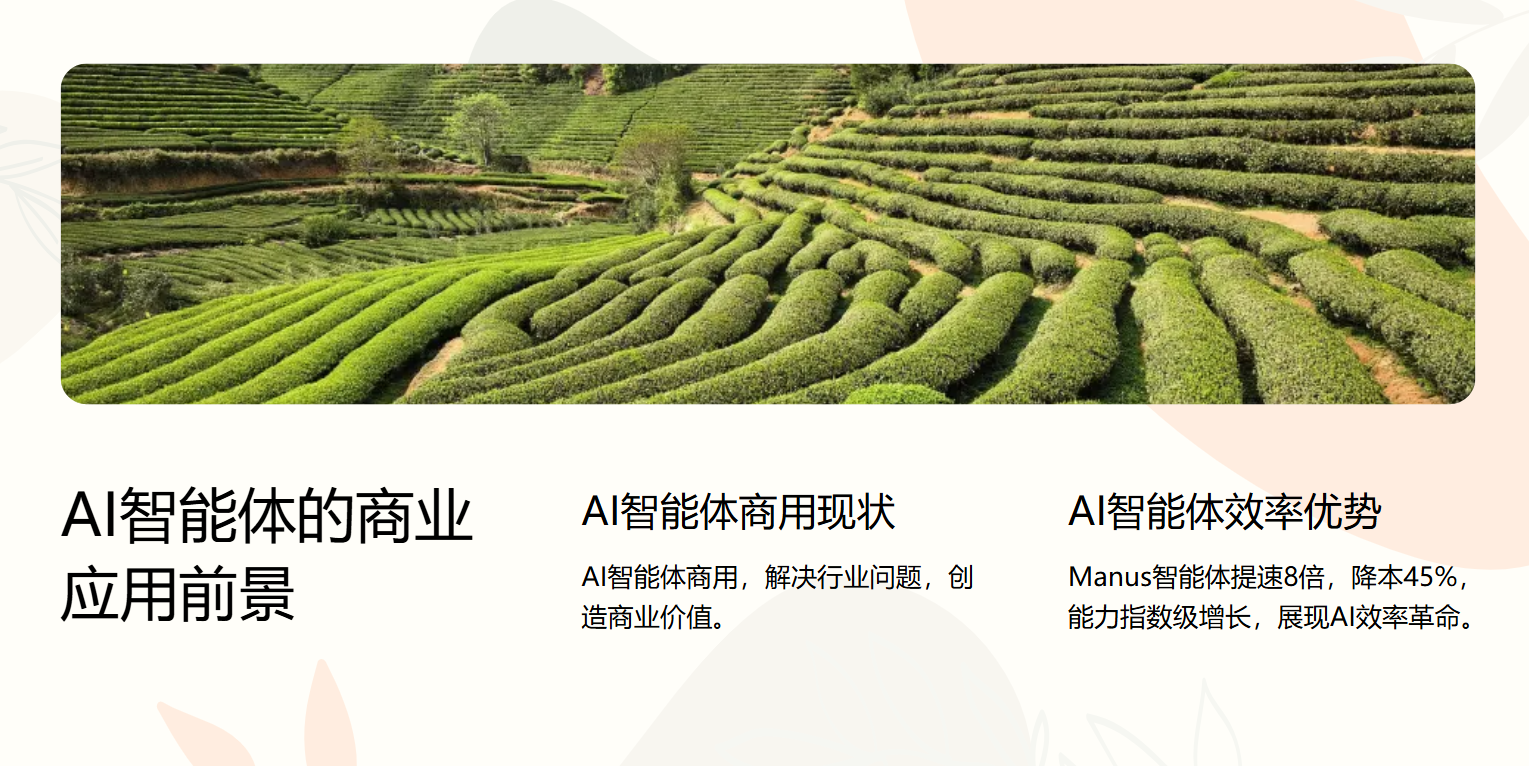 AI智能体的商业
应用前景
AI智能体商用现状
AI智能体商用，解决行业问题，创
造商业价值。
AI智能体效率优势
Manus智能体提速8倍，降本45%，
能力指数级增长，展现AI效率革命。